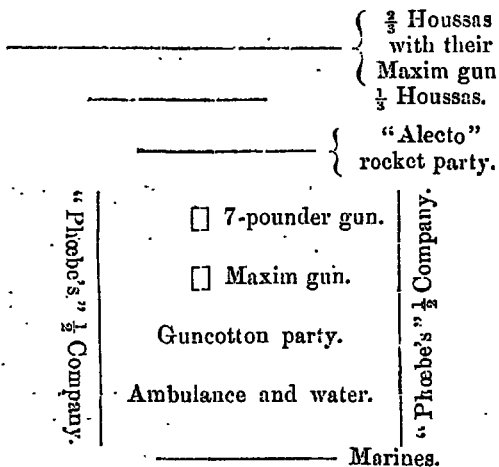 ⅔ Houssas
with their
Maxim gun
⅓ Houssas.
"Alecto"
rocket party.
"Phœbe's" ½ Company.
7-pounder gun.
Maxim gun.
Guncotton party.
Ambulance and water.
"Phœbe's" ½ Company.
Marines.